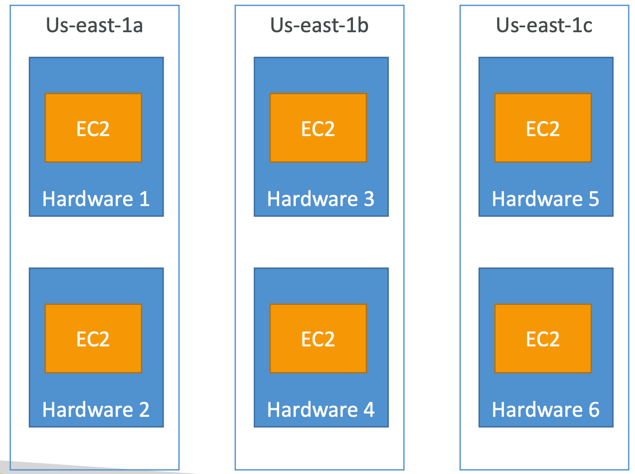 Us-east-1a
Us-east-1b
Us-east-1c
EC2
EC2
EC2
Hardware 1
Hardware 3
Hardware 5
EC2
EC2
EC2
Hardware 2
Hardware 4
Hardware 6